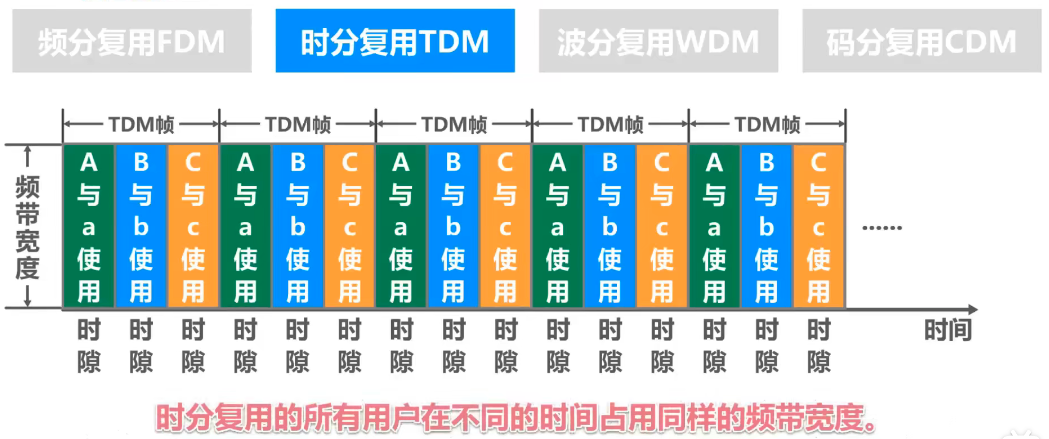 频分复用FDM 时分复用TDM 波分复用WDM 码分复用CDM
TDM帧 TDM帧 TDM帧 TDM帧 TDM帧
频带宽度
A与a使用 B与b使用 C与c使用 A与a使用 B与b使用 C与c使用 A与a使用 B与b使用 C与c使用 A与a使用 B与b使用 C与c使用 A与a使用 B与b使用 C与c使用 ······
时隙 时隙 时隙 时隙 时隙 时隙 时隙 时隙 时隙 时隙 时隙 时隙 时隙 时隙 时隙 时间
时分复用的所有用户在不同的时间占用同样的频带宽度。